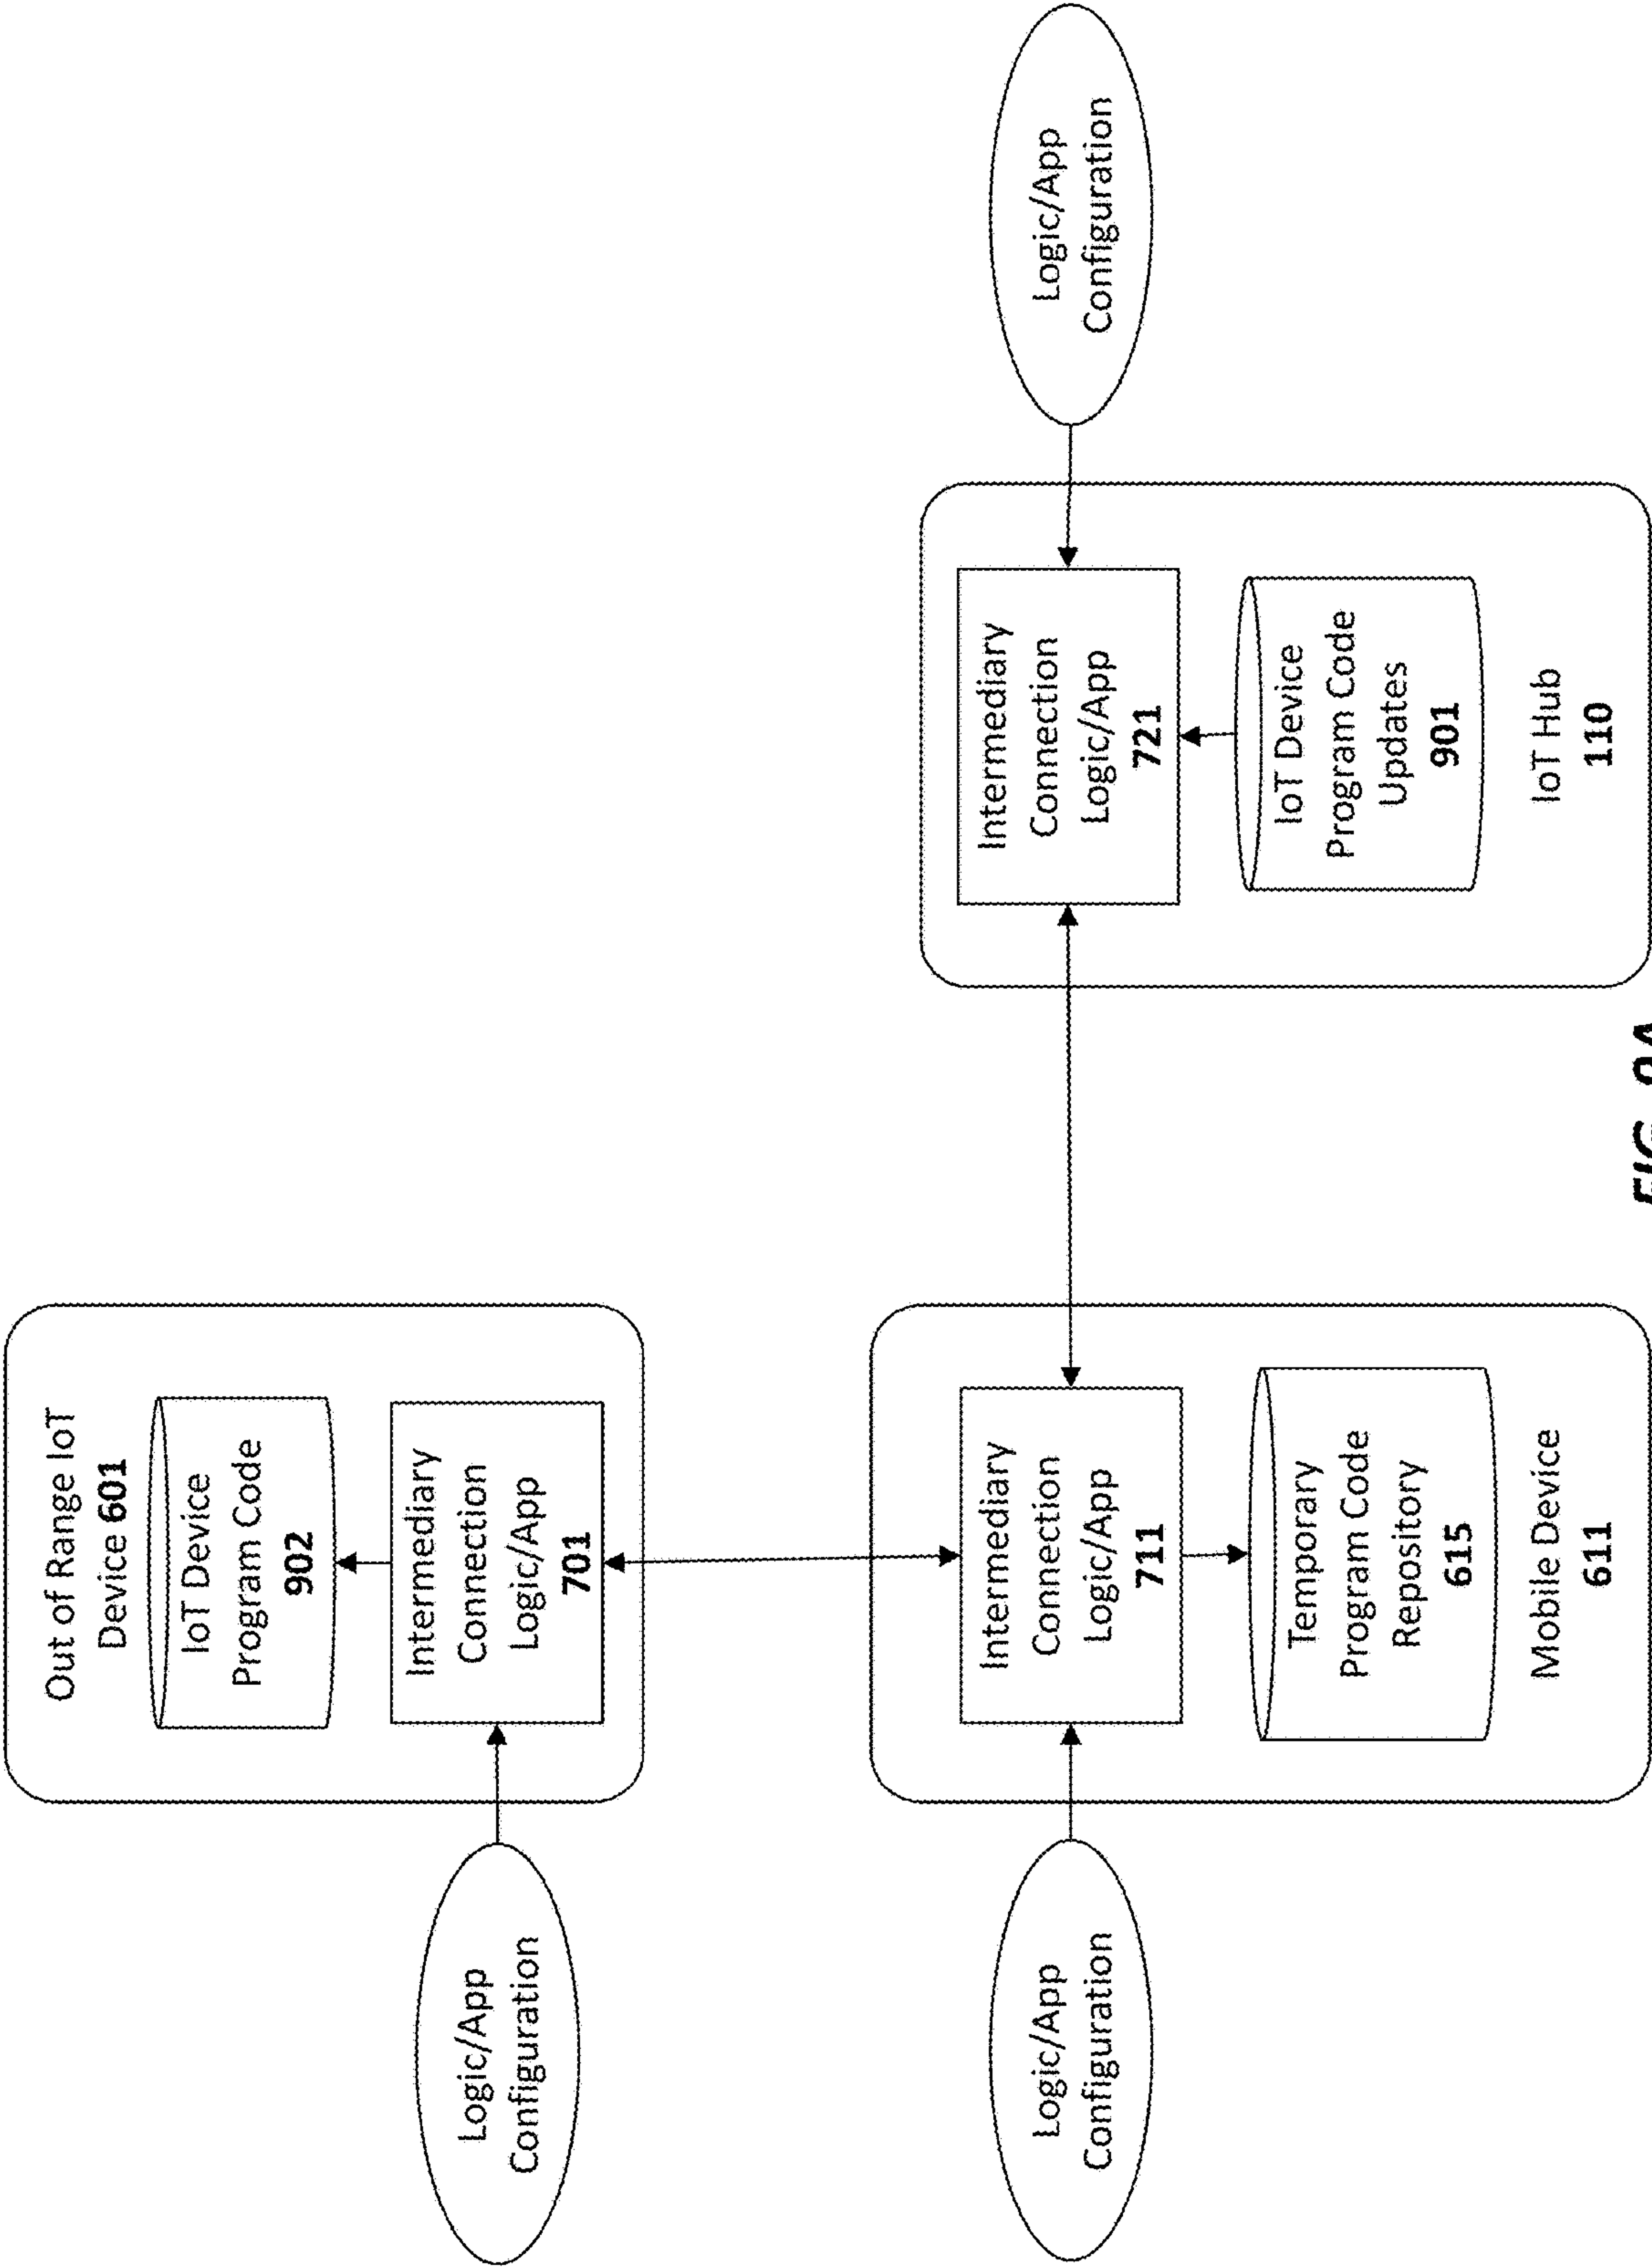 Out of Range IoT
Device 601
IoT Device
Program Code
902
Intermediary
Connection
Logic/App
701
Logic/App
Configuration
Logic/App
Configuration
Intermediary
Connection
Logic/App
711
Temporary
Program Code
Repository
615
Mobile Device
611
Intermediary
Connection
Logic/App
721
IoT Device
Program Code
Updates
901
IoT Hub
110
Logic/App
Configuration
FIG. 9A